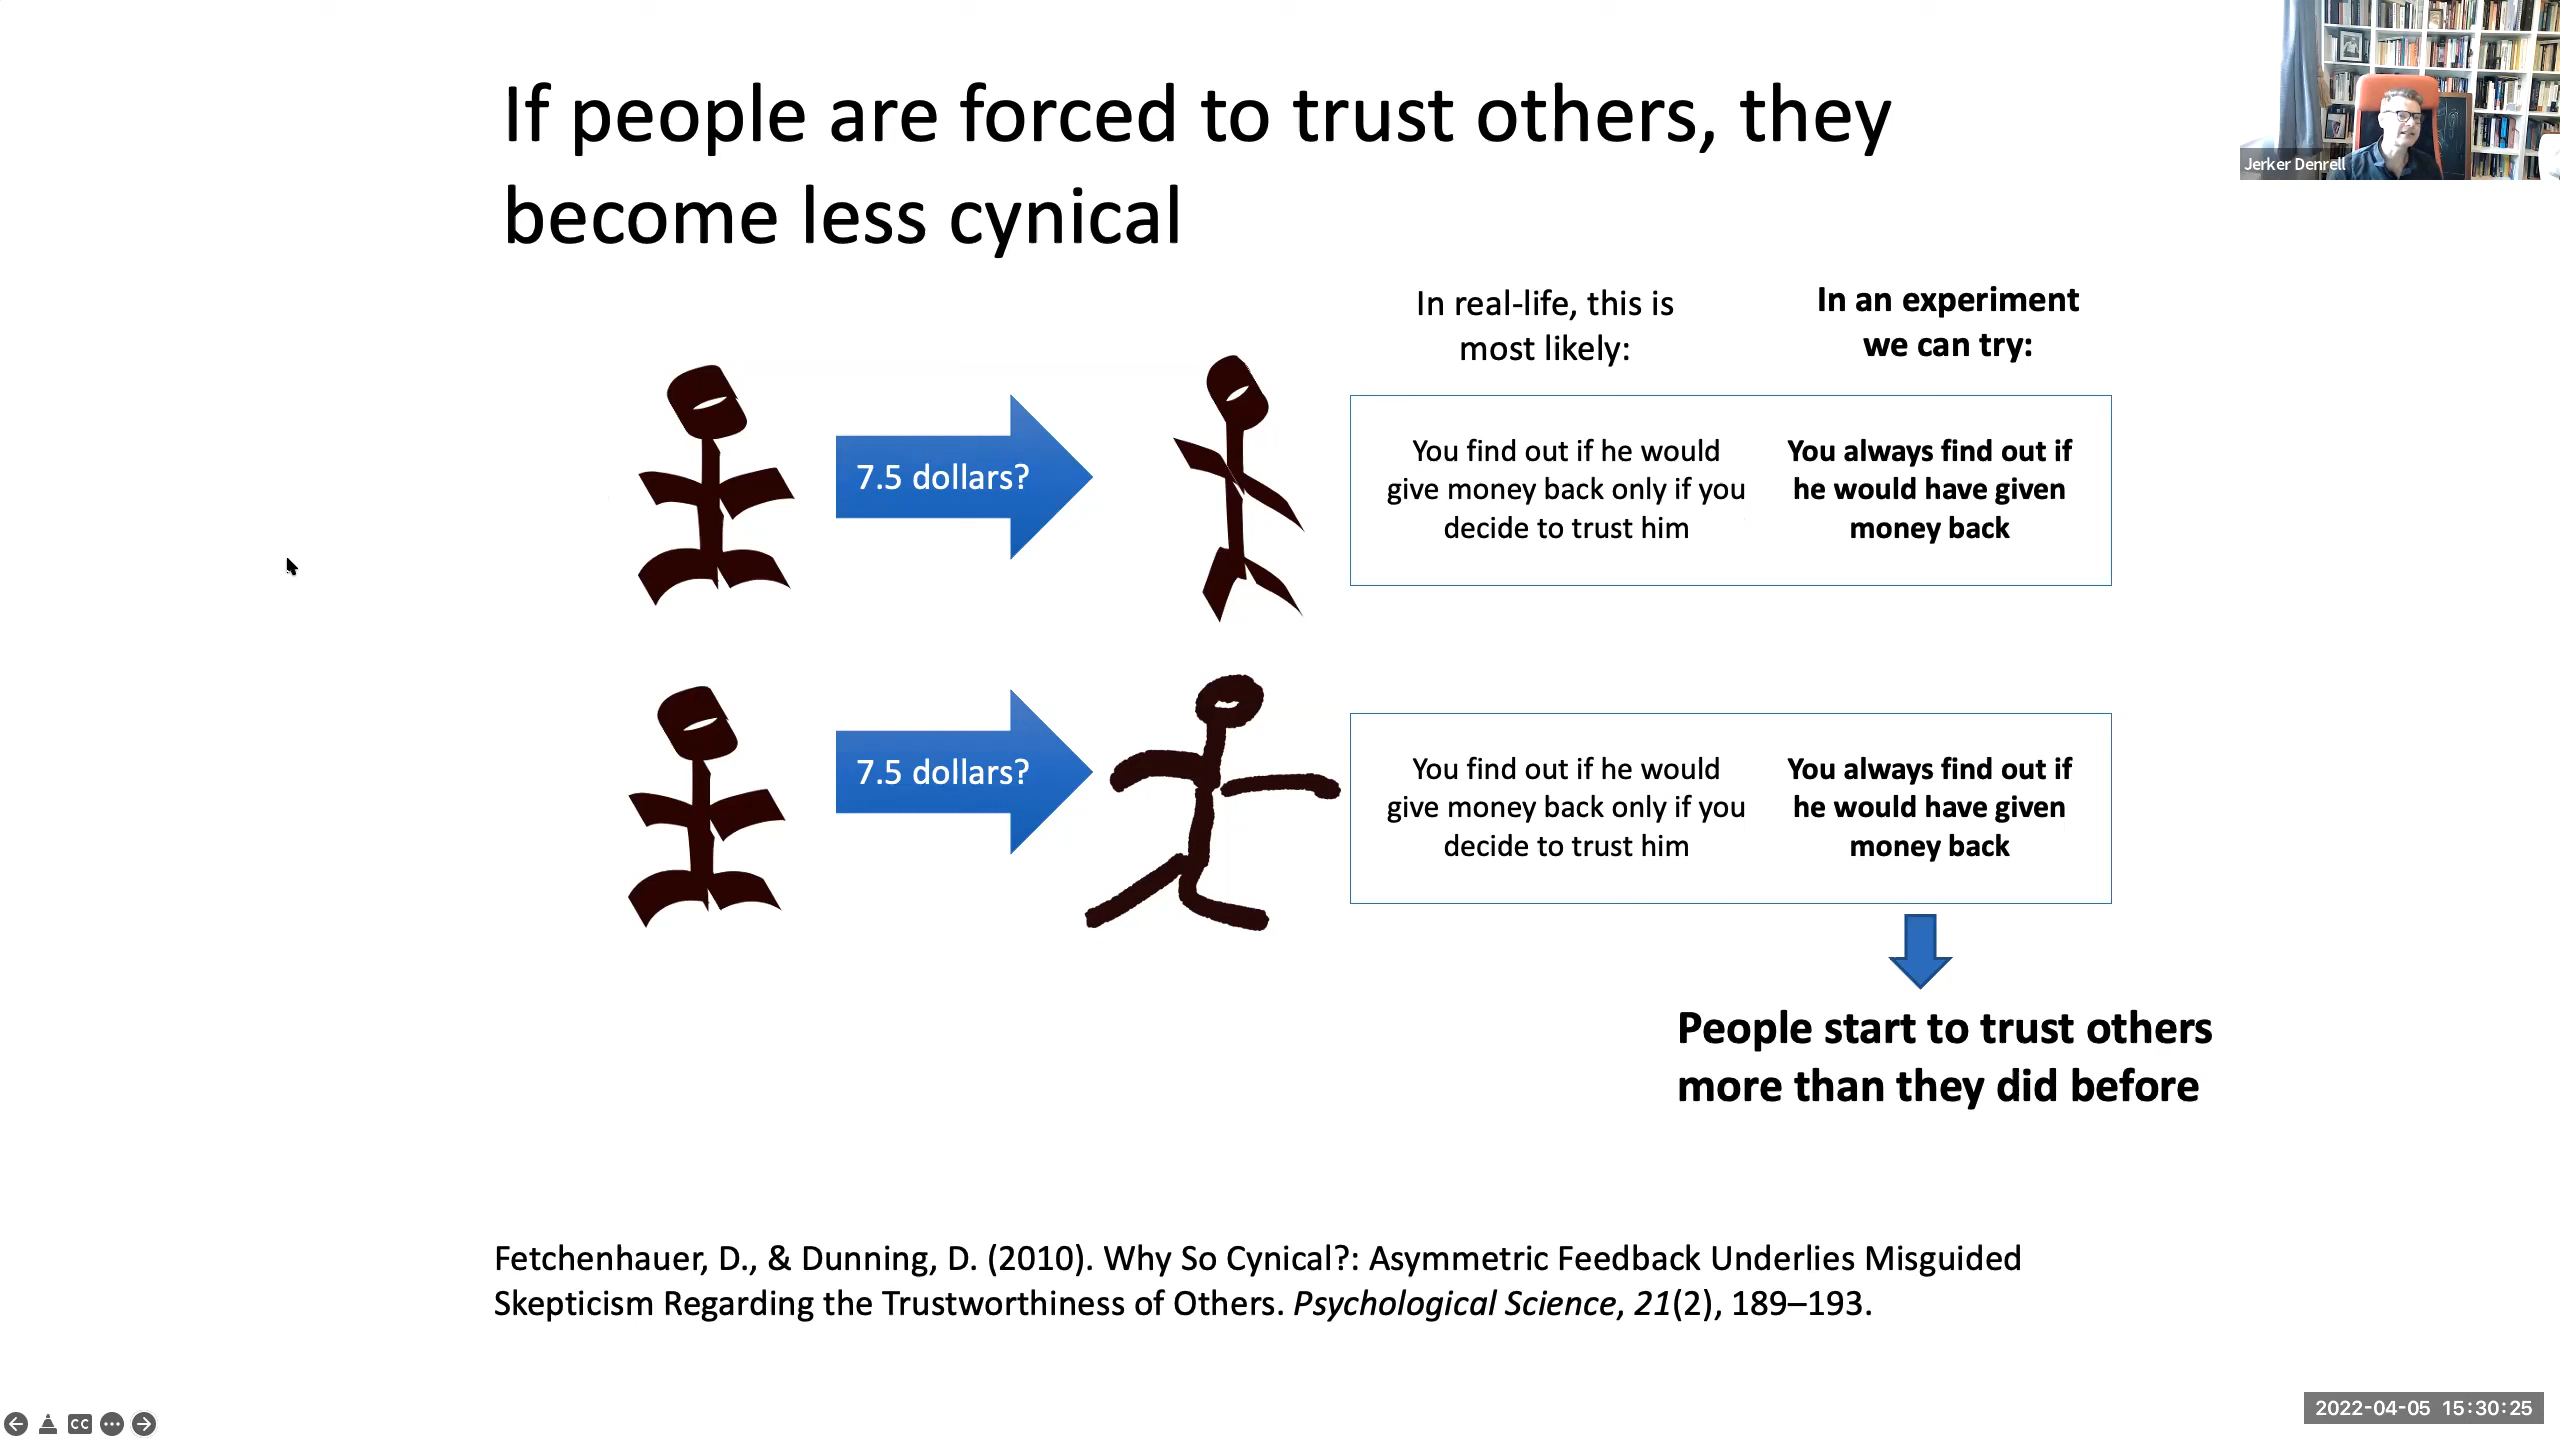 If people are forced to trust others, they
become less cynical
Jerker Denrell
In real-life, this is
most likely:
In an experiment
we can try:
7.5 dollars?
You find out if he would
give money back only if you
decide to trust him
You always find out if
he would have given
money back
7.5 dollars?
You find out if he would
give money back only if you
decide to trust him
You always find out if
he would have given
money back
People start to trust others
more than they did before
Fetchenhauer, D., & Dunning, D. (2010). Why So Cynical?: Asymmetric Feedback Underlies Misguided
Skepticism Regarding the Trustworthiness of Others. Psychological Science, 21(2), 189–193.
CC
2022-04-05 15:30:25